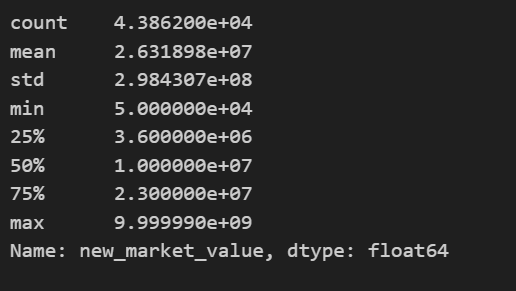 count    4.386200e+04
mean     2.631898e+07
std      2.984307e+08
min      5.000000e+04
25%      3.600000e+06
50%      1.000000e+07
75%      2.300000e+07
max      9.999990e+09
Name: new_market_value, dtype: float64